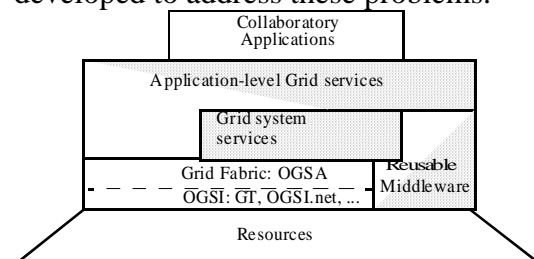 developed to address these problems.
Collaboratory
Applications
Application-level Grid services
Grid system
services
Grid Fabric: OGSA
OGSI: GT, OGSI.net, ...
Reusable
Middleware
Resources